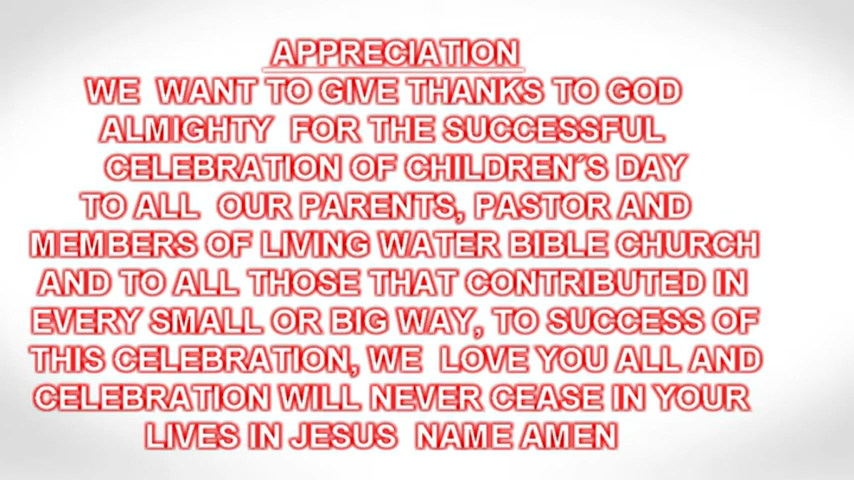 APPRECIATION
WE WANT TO GIVE THANKS TO GOD
ALMIGHTY FOR THE SUCCESSFUL
CELEBRATION OF CHILDREN´S DAY
TO ALL OUR PARENTS, PASTOR AND
MEMBERS OF LIVING WATER BIBLE CHURCH
AND TO ALL THOSE THAT CONTRIBUTED IN
EVERY SMALL OR BIG WAY, TO SUCCESS OF
THIS CELEBRATION, WE LOVE YOU ALL AND
CELEBRATION WILL NEVER CEASE IN YOUR
LIVES IN JESUS NAME AMEN